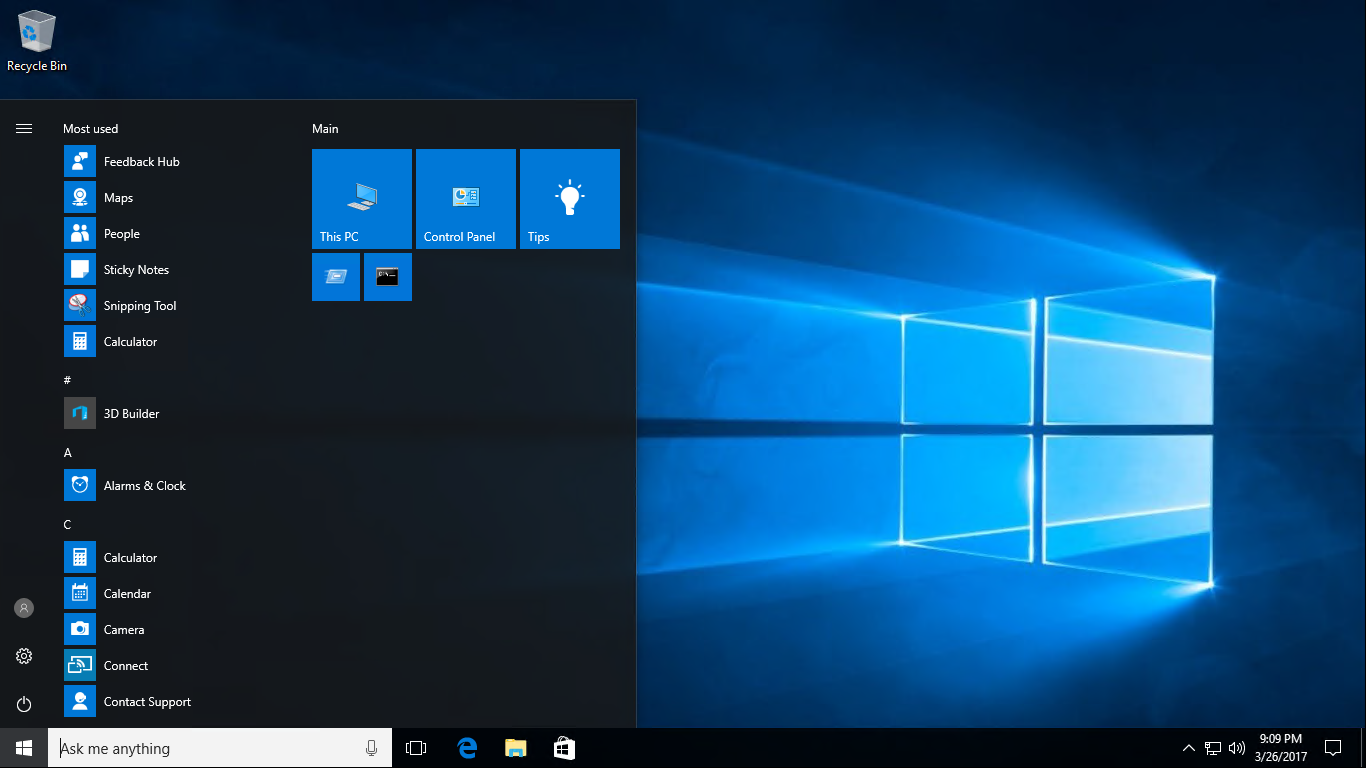 Recycle Bin
Most used
Feedback Hub
Maps
People
Sticky Notes
Snipping Tool
Calculator
#
3D Builder
A
Alarms & Clock
C
Calculator
Calendar
Camera
Connect
Contact Support
Main
This PC
Control Panel
Tips
C:\_
Ask me anything
9:09 PM
3/26/2017